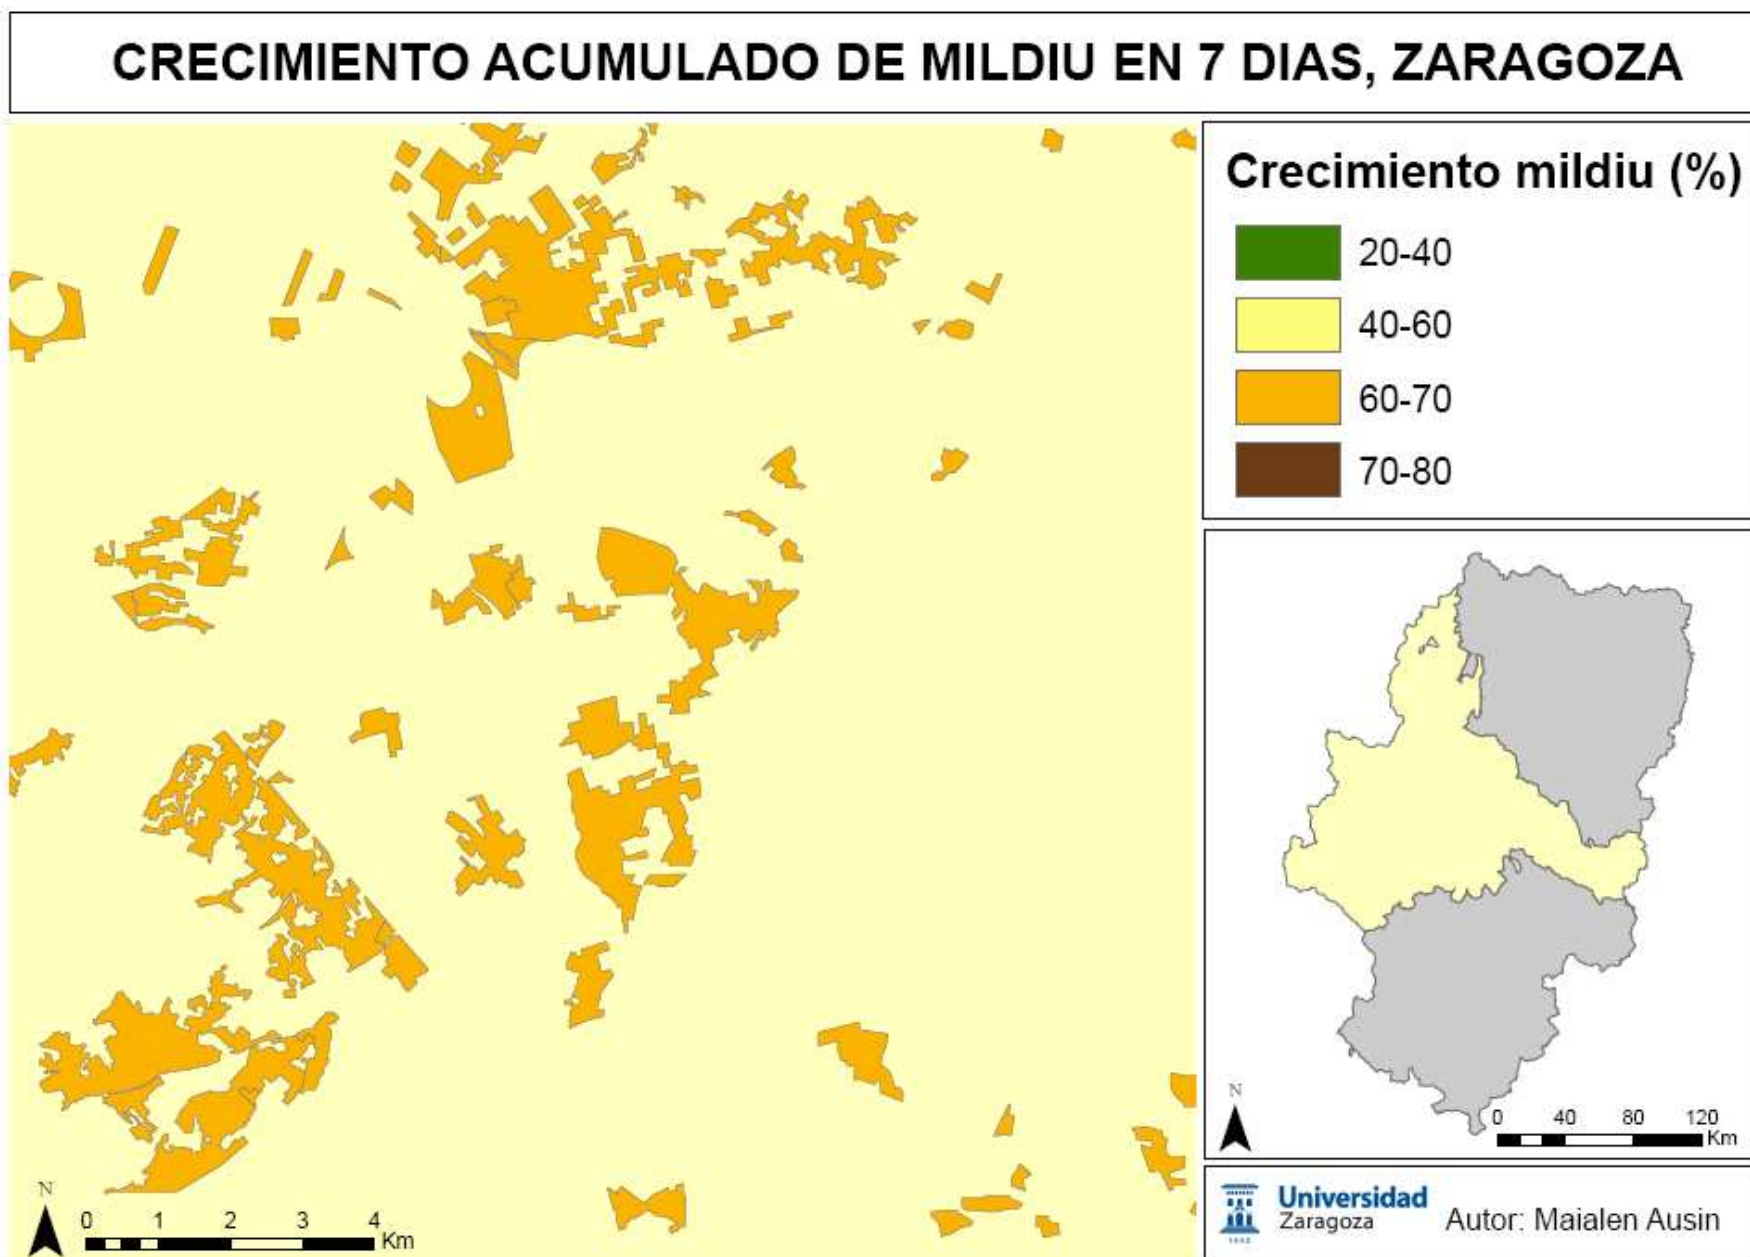 CRECIMIENTO ACUMULADO DE MILDIU EN 7 DIAS, ZARAGOZA
Crecimiento mildiu (%)
20-40
40-60
60-70
70-80
N
0 40 80 120
Km
N
0 1 2 3 4
Km
Universidad
Zaragoza
1542
Autor: Maialen Ausin